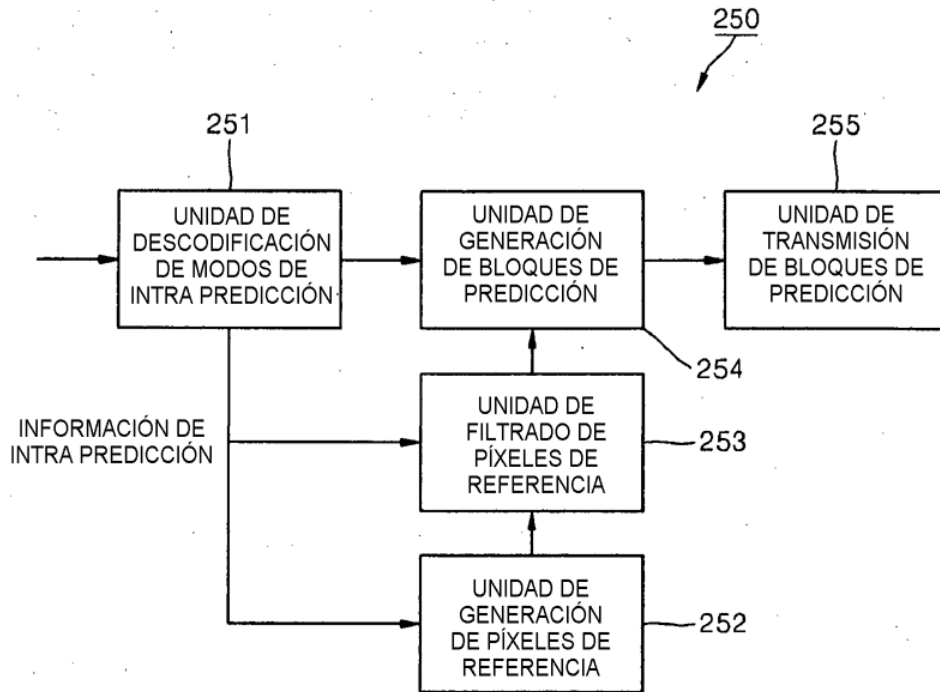 250
251
255
UNIDAD DE
DESCODIFICACIÓN
DE MODOS DE
INTRA PREDICCIÓN
UNIDAD DE
GENERACIÓN
DE BLOQUES DE
PREDICCIÓN
UNIDAD DE
TRANSMISIÓN
DE BLOQUES DE
PREDICCIÓN
254
INFORMACIÓN DE
INTRA PREDICCIÓN
UNIDAD DE
FILTRADO DE
PÍXELES DE
REFERENCIA
253
UNIDAD DE
GENERACIÓN
DE PÍXELES DE
REFERENCIA
252